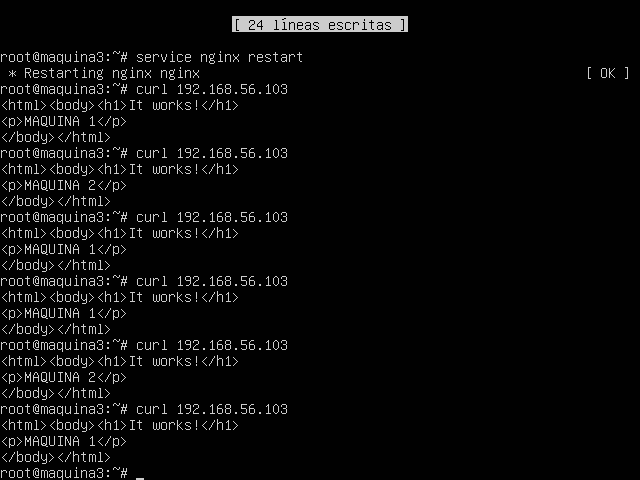 [ 24 líneas escritas ]
root@maquina3:~# service nginx restart
 * Restarting nginx nginx [ OK ]
root@maquina3:~# curl 192.168.56.103
<html><body><h1>It works!</h1>
<p>MAQUINA 1</p>
</body></html>
root@maquina3:~# curl 192.168.56.103
<html><body><h1>It works!</h1>
<p>MAQUINA 2</p>
</body></html>
root@maquina3:~# curl 192.168.56.103
<html><body><h1>It works!</h1>
<p>MAQUINA 1</p>
</body></html>
root@maquina3:~# curl 192.168.56.103
<html><body><h1>It works!</h1>
<p>MAQUINA 1</p>
</body></html>
root@maquina3:~# curl 192.168.56.103
<html><body><h1>It works!</h1>
<p>MAQUINA 2</p>
</body></html>
root@maquina3:~# curl 192.168.56.103
<html><body><h1>It works!</h1>
<p>MAQUINA 1</p>
</body></html>
root@maquina3:~# _